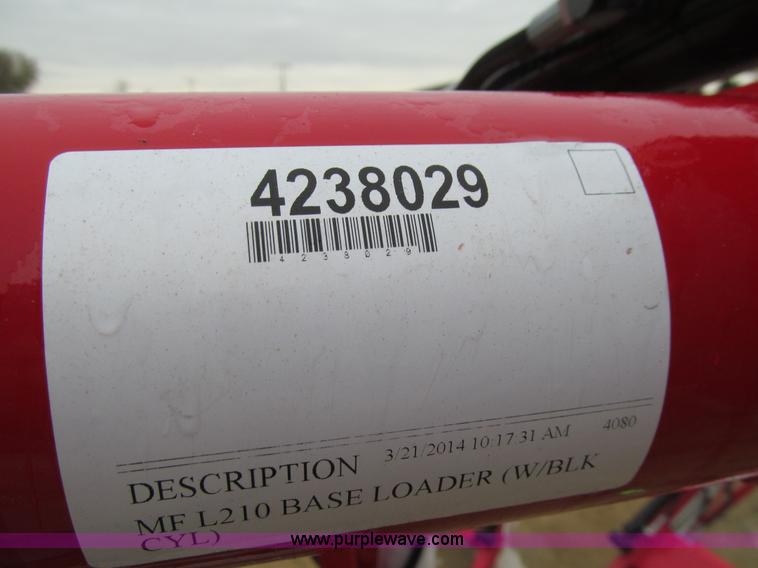 4238029
4238029
3/21/2014 10:17:31 AM 4080
DESCRIPTION
MF L210 BASE LOADER (W/BLK
CYL)
www.purplewave.com